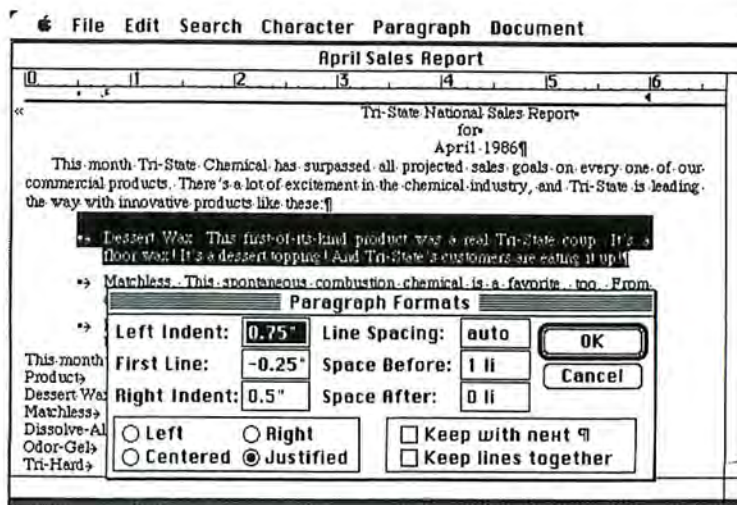 File Edit Search Character Paragraph Document
April Sales Report
0 1 2 3 4 5 6
Tri-State National Sales Report
for
April 1986¶
This month Tri-State Chemical has surpassed all projected sales goals on every one of our
commercial products. There's a lot of excitement in the chemical industry, and Tri-State is leading
the way with innovative products like these:¶
Dessert Wax. This first-of-its-kind product was a real Tri-State coup. It's a
floor wax! It's a dessert topping! And Tri-State's customers are eating it up!¶
Matchless. This spontaneous combustion chemical is a favorite, too. From
Paragraph Formats
Left Indent: 0.75" Line Spacing: auto OK
First Line: -0.25" Space Before: 1 li Cancel
Right Indent: 0.5" Space After: 0 li
Left Right Keep with next ¶
Centered Justified Keep lines together
This month
Product
Dessert Wax
Matchless
Dissolve-Al
Odor-Gel
Tri-Hard